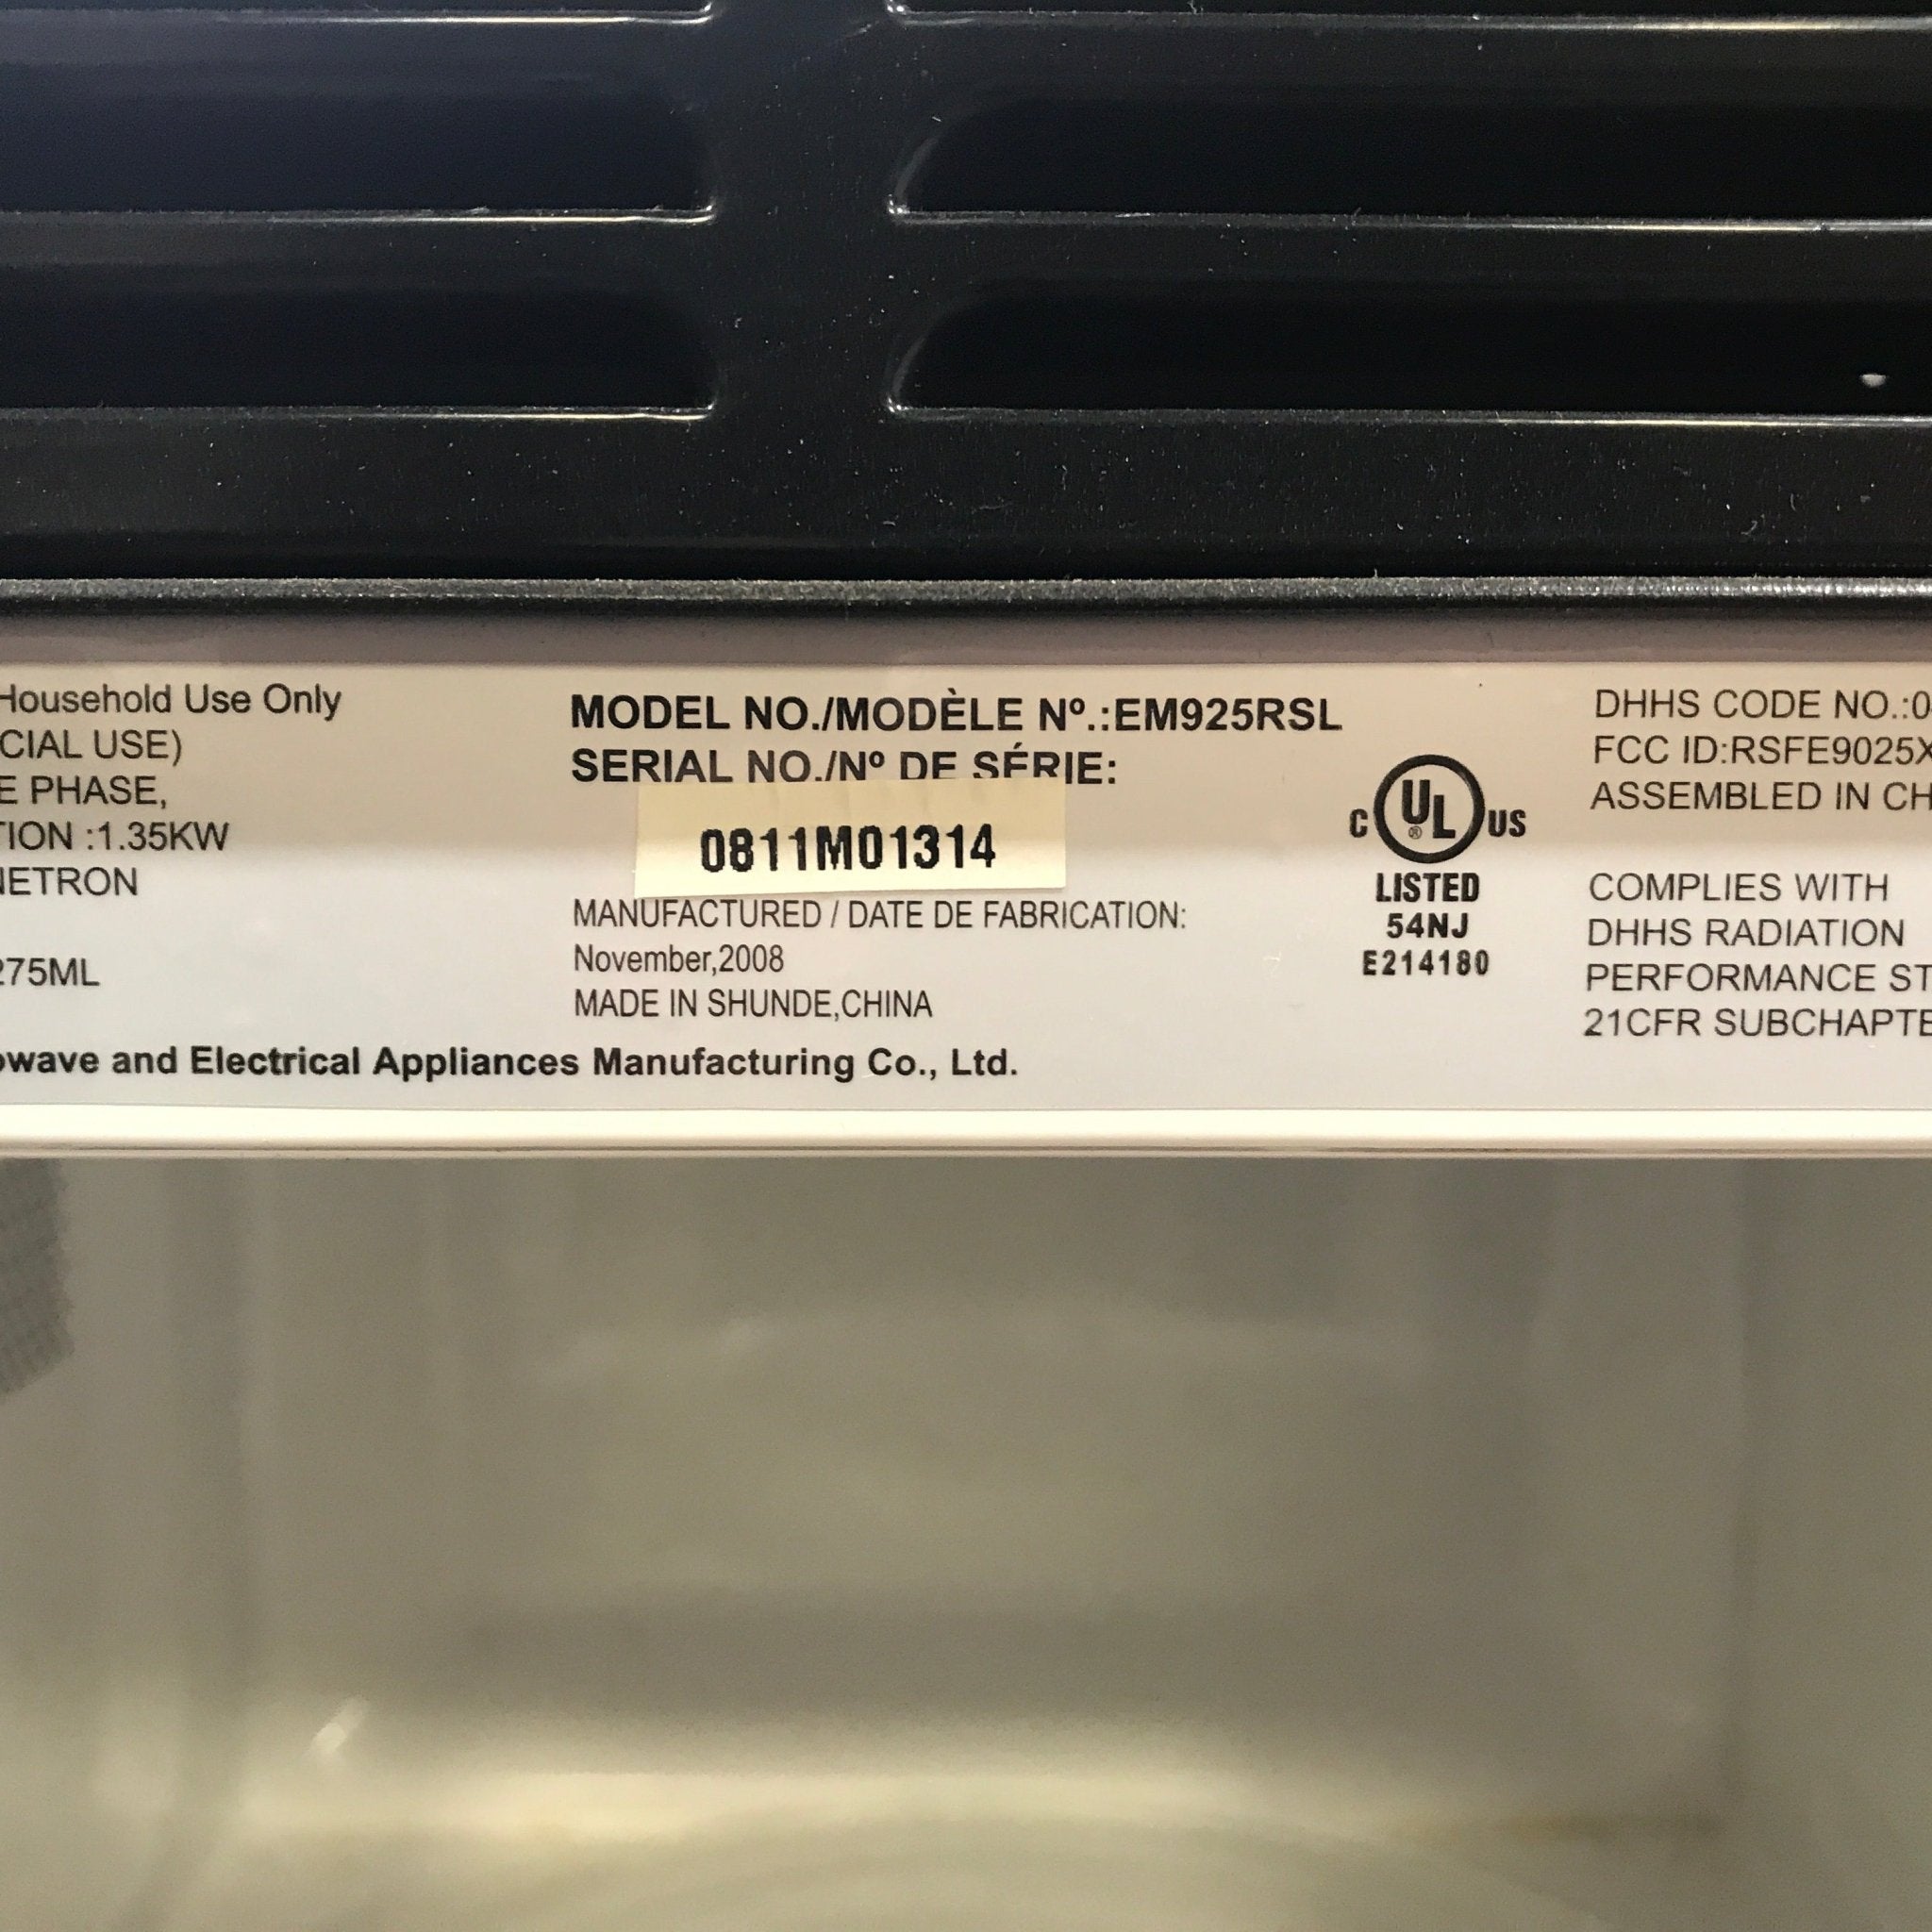 Household Use Only
CIAL USE)
E PHASE,
TION :1.35KW
NETRON
275ML
MODEL NO./MODÈLE Nº.:EM925RSL
SERIAL NO./Nº DE SÉRIE:
0811M01314
MANUFACTURED / DATE DE FABRICATION:
November,2008
MADE IN SHUNDE,CHINA
owave and Electrical Appliances Manufacturing Co., Ltd.
C UL® US
LISTED
54NJ
E214180
DHHS CODE NO.:0
FCC ID:RSFE9025X
ASSEMBLED IN CH
COMPLIES WITH
DHHS RADIATION
PERFORMANCE ST
21CFR SUBCHAPTE